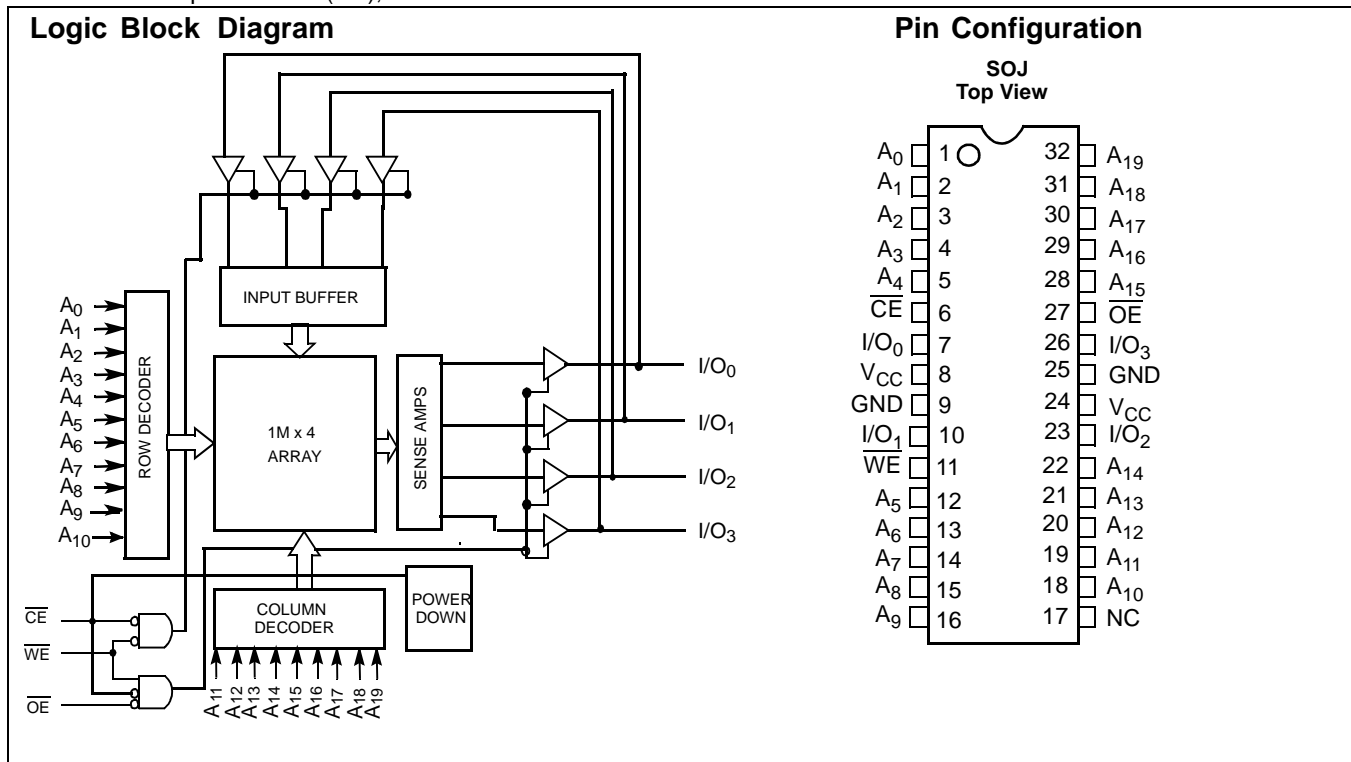 Logic Block Diagram
INPUT BUFFER
A0
A1
A2
A3
A4
A5
A6
A7
A8
A9
A10
ROW DECODER
1M x 4
ARRAY
SENSE AMPS
I/O0
I/O1
I/O2
I/O3
COLUMN
DECODER
POWER
DOWN
CE
WE
OE
A11
A12
A13
A14
A15
A16
A17
A18
A19
Pin Configuration
SOJ
Top View
A0 1 32 A19
A1 2 31 A18
A2 3 30 A17
A3 4 29 A16
A4 5 28 A15
CE 6 27 OE
I/O0 7 26 I/O3
VCC 8 25 GND
GND 9 24 VCC
I/O1 10 23 I/O2
WE 11 22 A14
A5 12 21 A13
A6 13 20 A12
A7 14 19 A11
A8 15 18 A10
A9 16 17 NC